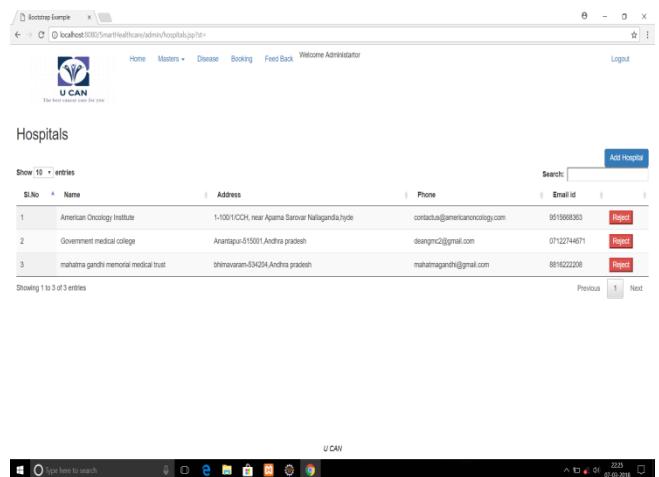 Bootstrap Example
localhost:8080/SmartHealthcare/admin/hospitals.jsp?st=
Home Masters Disease Booking Feed Back Welcome Administartor Logout
U CAN
The best cancer care for you
Hospitals
Add Hospital
Show 10 entries Search:
Sl.No Name Address Phone Email id
1 American Oncology Institute 1-100/1/CCH, near Aparna Sarovar Nallagandla,hyde contactus@americanoncology.com 9515668363 Reject
2 Government medical college Anantapur-515001,Andhra pradesh deangmc2@gmail.com 07122744671 Reject
3 mahatma gandhi memorial medical trust bhimavaram-534204,Andhra pradesh mahatmagandhi@gmail.com 8816222208 Reject
Showing 1 to 3 of 3 entries Previous 1 Next
U CAN
Type here to search
22:25
07-03-2018